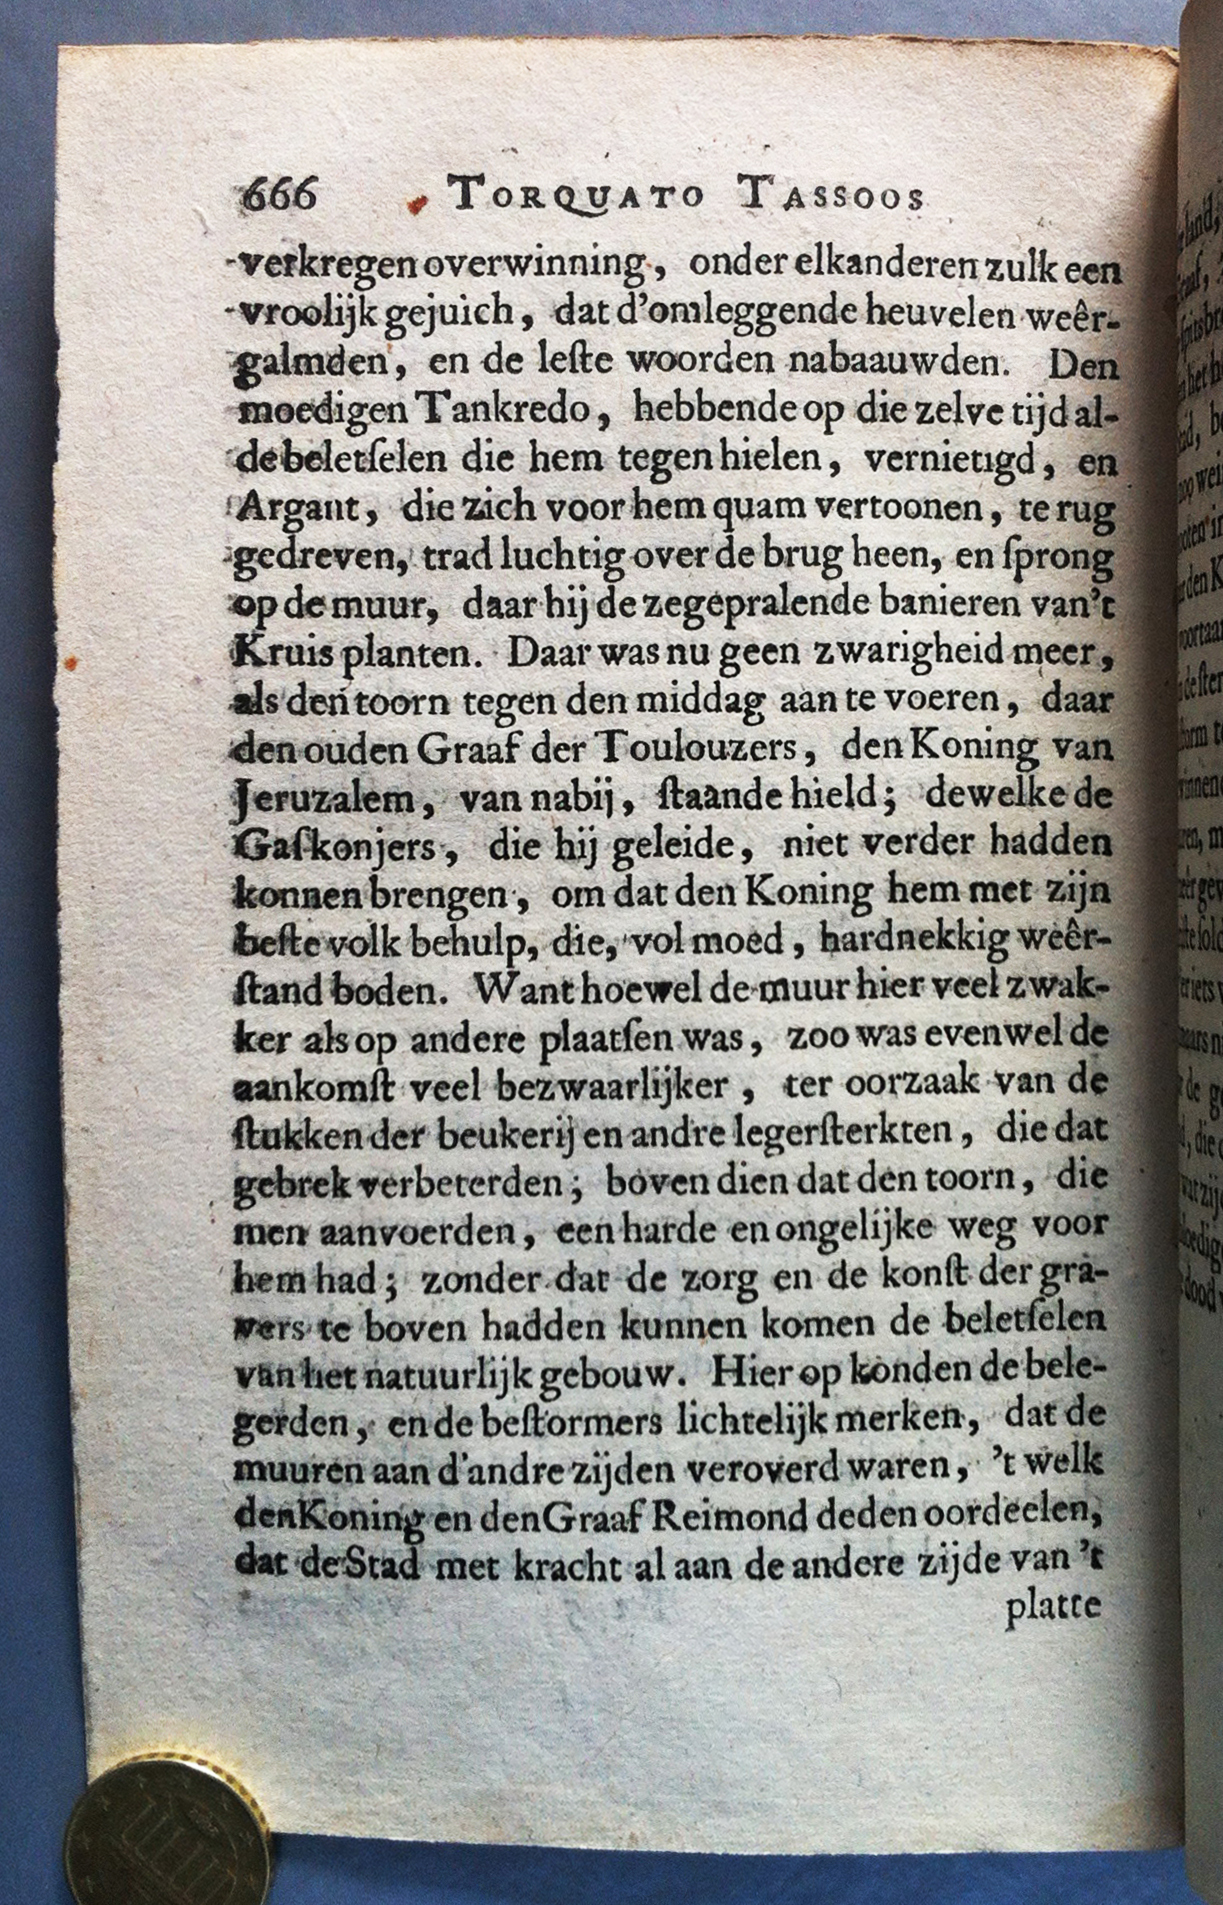 666 TORQUATO TASSOOS
verkregen overwinning, onder elkanderen zulk een
vroolijk gejuich, dat d'omleggende heuvelen weêr-
galmden, en de leſte woorden nabaauwden. Den
moedigen Tankredo, hebbende op die zelve tijd al-
de beletſelen die hem tegen hielen, vernietigd, en
Argant, die zich voor hem quam vertoonen, te rug
gedreven, trad luchtig over de brug heen, en ſprong
op de muur, daar hij de zegepralende banieren van't
Kruis planten. Daar was nu geen zwarigheid meer,
als den toorn tegen den middag aan te voeren, daar
den ouden Graaf der Toulouzers, den Koning van
Jeruzalem, van nabij, ſtaande hield; dewelke de
Gaſkonjers, die hij geleide, niet verder hadden
konnen brengen, om dat den Koning hem met zijn
beſte volk behulp, die, vol moed, hardnekkig weêr-
ſtand boden. Want hoewel de muur hier veel zwak-
ker als op andere plaatſen was, zoo was evenwel de
aankomſt veel bezwaarlijker, ter oorzaak van de
ſtukken der beukerij en andre legerſterkten, die dat
gebrek verbeterden; boven dien dat den toorn, die
men aanvoerden, een harde en ongelijke weg voor
hem had; zonder dat de zorg en de konſt der gra-
vers te boven hadden kunnen komen de beletſelen
van het natuurlijk gebouw. Hier op konden de bele-
gerden, en de beſtormers lichtelijk merken, dat de
muuren aan d'andre zijden veroverd waren, 't welk
den Koning en den Graaf Reimond deden oordeelen,
dat de Stad met kracht al aan de andere zijde van 't
platte